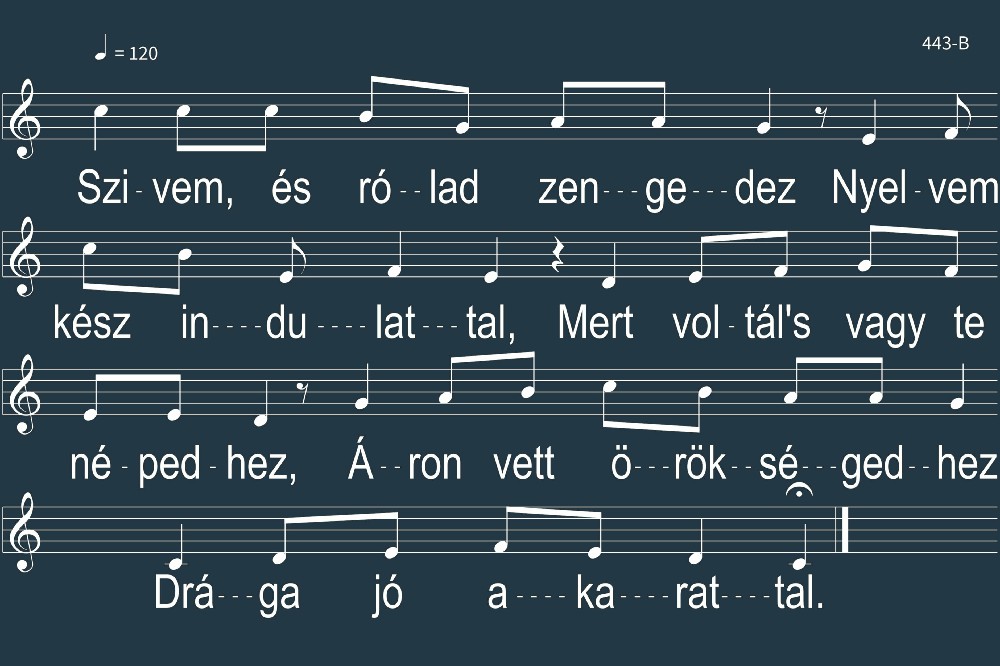 = 120
443-B
Szi - vem, és ró - - lad zen - - - ge - - - dez Nyel - vem
kész in - - - - du - - - - lat - - - tal, Mert vol - tál's vagy te
né - ped - hez, Á - - ron vett ö - - - rök - - sé - - - ged - - hez
Drá - - - ga jó a - - - - ka - - - - rat - - - - tal.